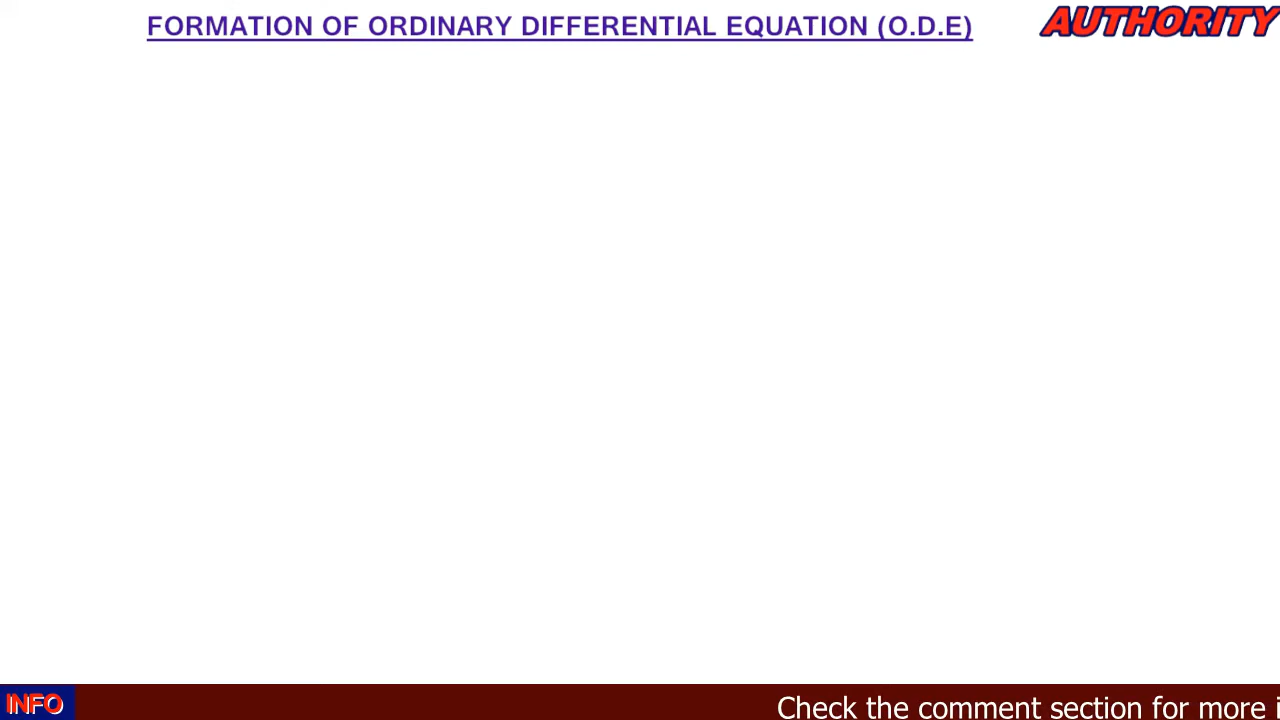 FORMATION OF ORDINARY DIFFERENTIAL EQUATION (O.D.E)
AUTHORITY
INFO
Check the comment section for more i